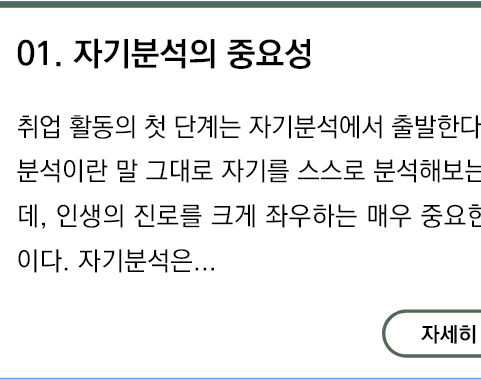 01. 자기분석의 중요성
취업 활동의 첫 단계는 자기분석에서 출발한다
분석이란 말 그대로 자기를 스스로 분석해보는
데, 인생의 진로를 크게 좌우하는 매우 중요한
이다. 자기분석은...
자세히